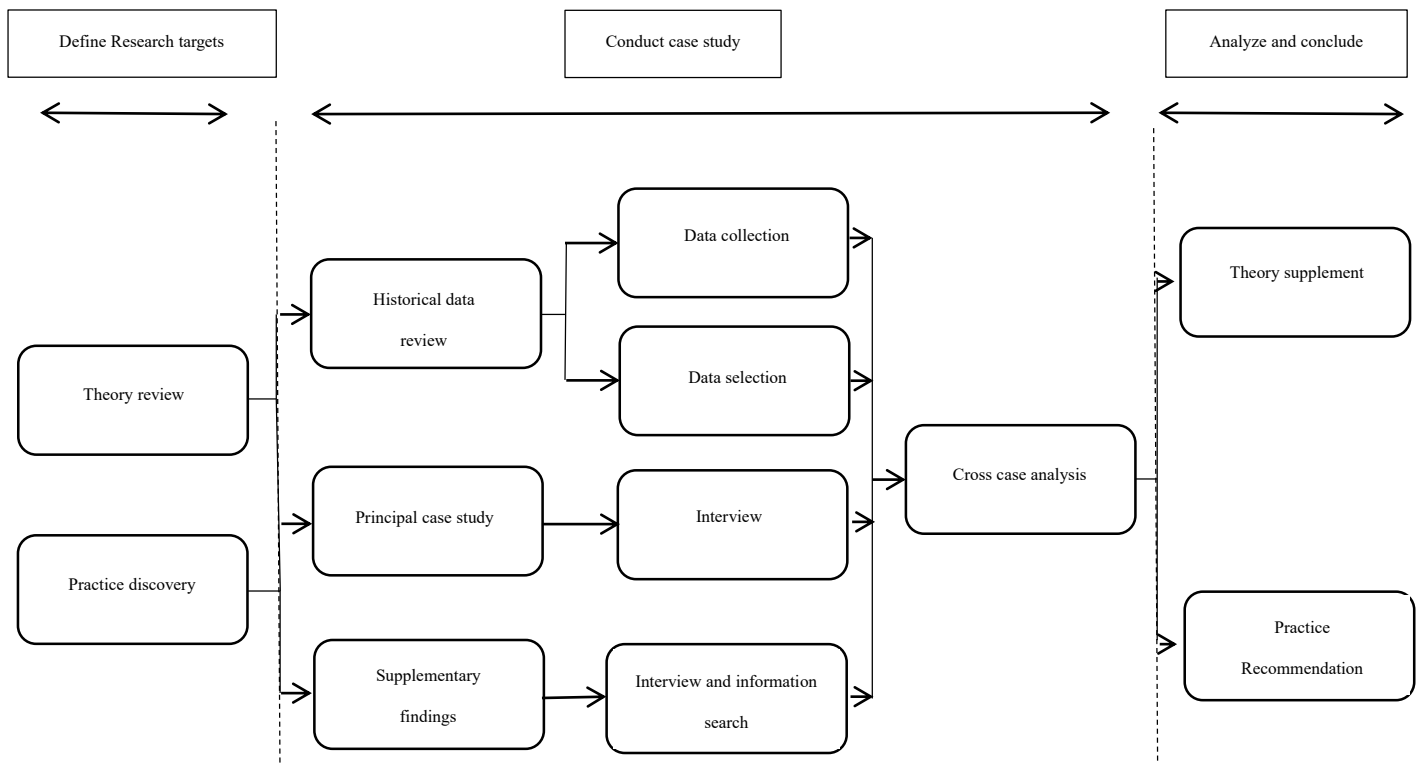 Define Research targets
Conduct case study
Analyze and conclude
Theory review
Practice discovery
Historical data
review
Principal case study
Supplementary
findings
Data collection
Data selection
Interview
Interview and information
search
Cross case analysis
Theory supplement
Practice
Recommendation